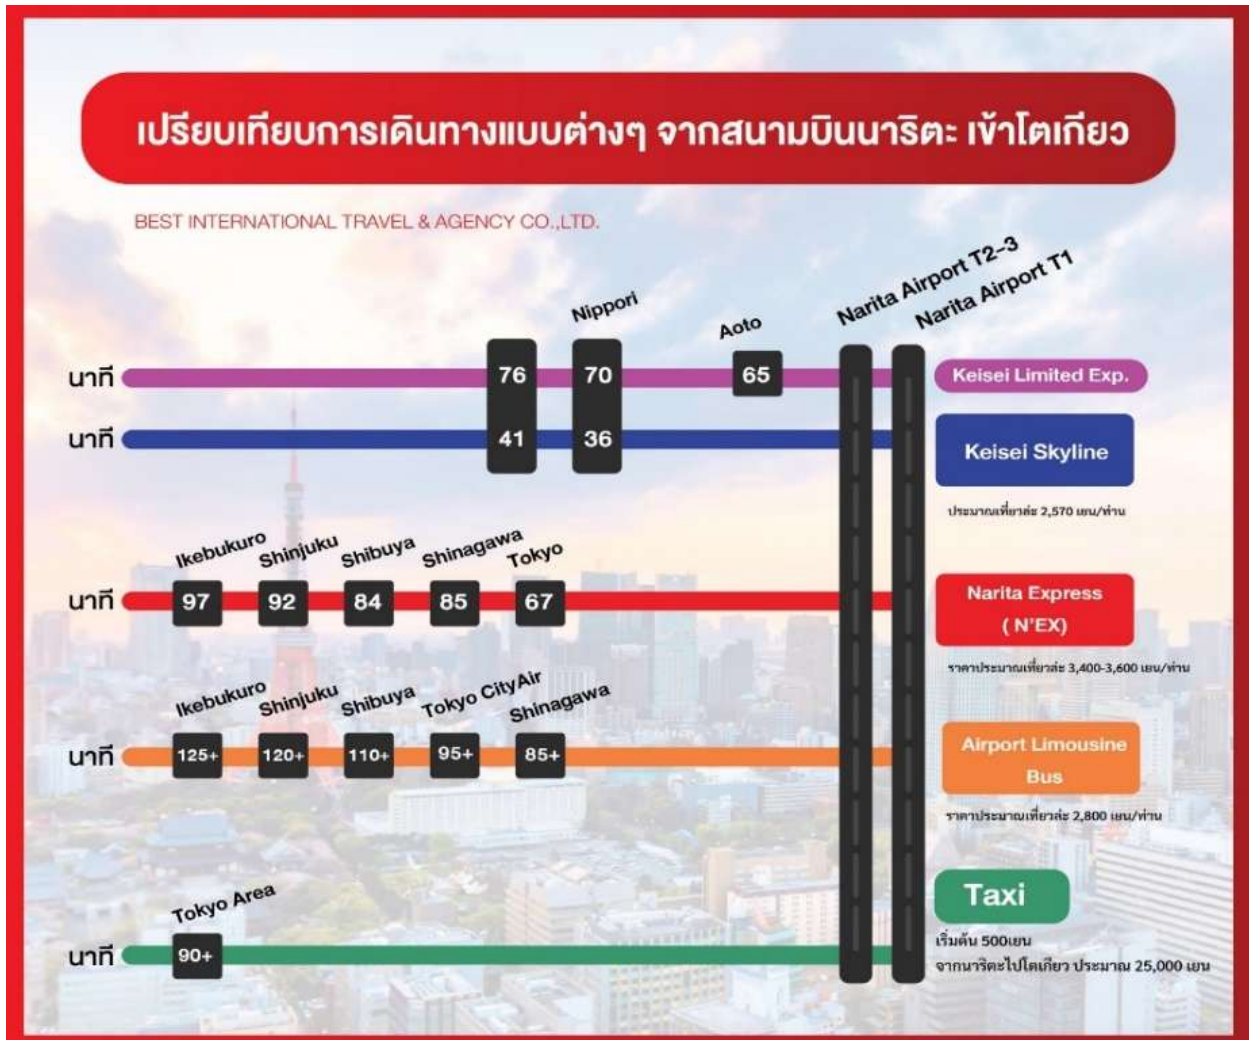 เปรียบเทียบการเดินทางแบบต่างๆ จากสนามบินนาริตะ เข้าโตเกียว
BEST INTERNATIONAL TRAVEL & AGENCY CO.,LTD.
Nippori
Aoto
Narita Airport T2-3
Narita Airport T1
นาที
76
70
65
Keisei Limited Exp.
นาที
41
36
Keisei Skyline
ประมาณเที่ยวล่ะ 2,570 เยน/ท่าน
Ikebukuro
Shinjuku
Shibuya
Shinagawa
Tokyo
นาที
97
92
84
85
67
Narita Express
( N'EX)
ราคาประมาณเที่ยวล่ะ 3,400-3,600 เยน/ท่าน
Ikebukuro
Shinjuku
Shibuya
Tokyo CityAir
Shinagawa
นาที
125+
120+
110+
95+
85+
Airport Limousine
Bus
ราคาประมาณเที่ยวล่ะ 2,800 เยน/ท่าน
Tokyo Area
นาที
90+
Taxi
เริ่มต้น 500เยน
จากนาริตะไปโตเกียว ประมาณ 25,000 เยน